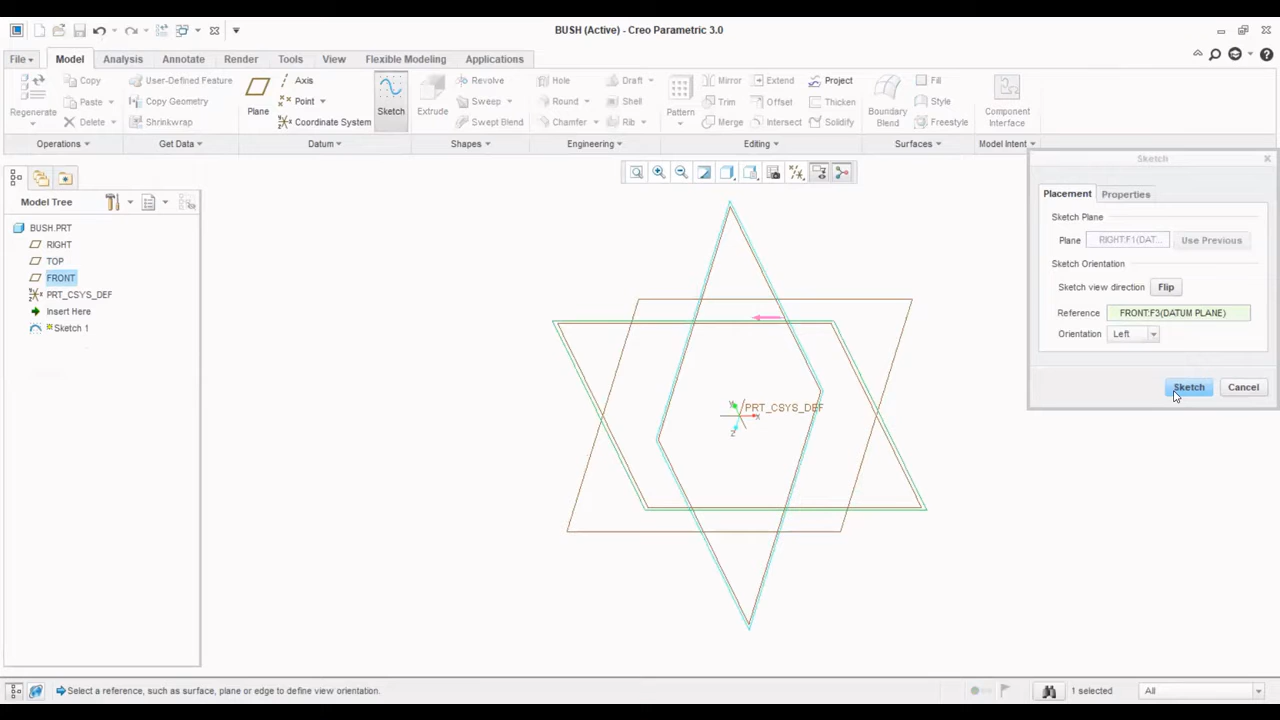 BUSH (Active) - Creo Parametric 3.0
File Model Analysis Annotate Render Tools View Flexible Modeling Applications
Regenerate Copy Paste Delete User-Defined Feature Copy Geometry Shrinkwrap Plane Axis Point Coordinate System Sketch Extrude Revolve Sweep Swept Blend Hole Round Chamfer Draft Shell Rib Pattern Mirror Trim Merge Extend Offset Intersect Project Thicken Solidify Boundary Blend Fill Style Freestyle Component Interface
Operations Get Data Datum Shapes Engineering Editing Surfaces Model Intent
Sketch
Placement Properties
Model Tree
Sketch Plane
BUSH.PRT
Plane RIGHT:F1(DAT... Use Previous
RIGHT
TOP
Sketch Orientation
FRONT
Sketch view direction Flip
PRT_CSYS_DEF
Insert Here
Reference FRONT:F3(DATUM PLANE)
Sketch 1
Orientation Left
Sketch Cancel
PRT_CSYS_DEF
Y
X
Z
Select a reference, such as surface, plane or edge to define view orientation.
1 selected All